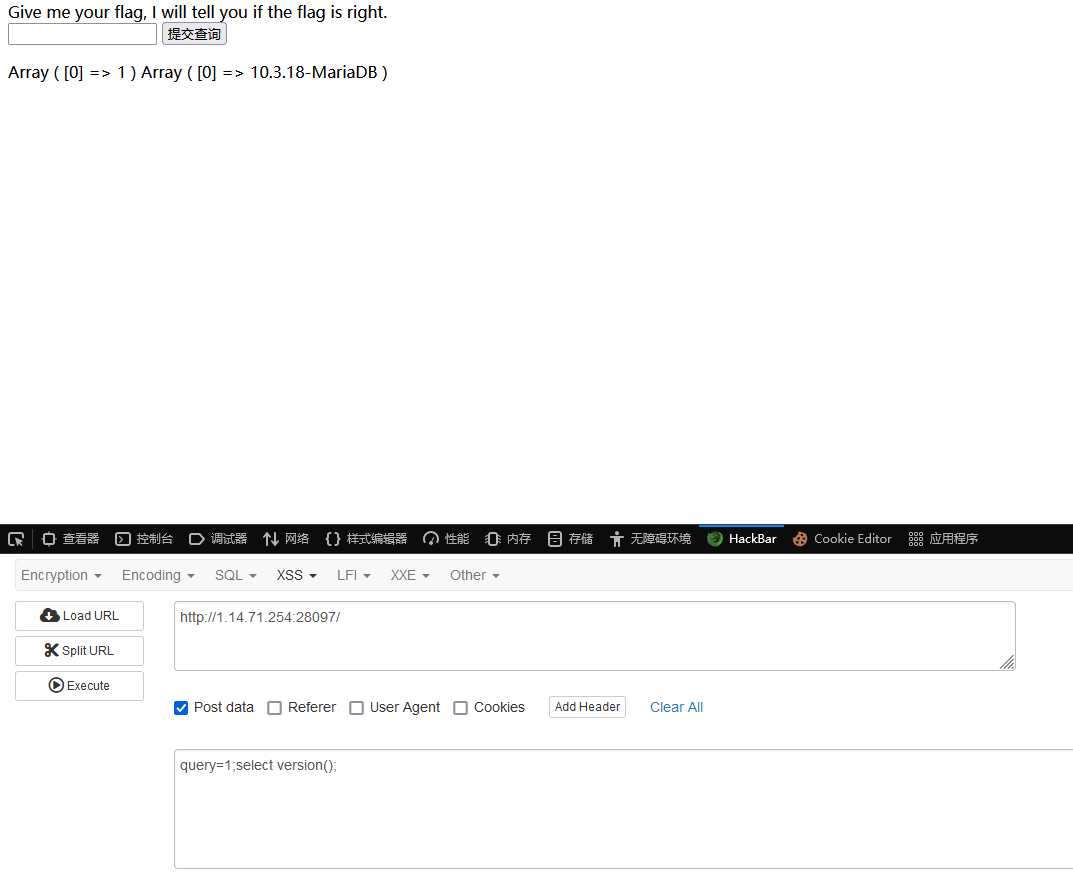 Give me your flag, I will tell you if the flag is right.
提交查询
Array ( [0] => 1 ) Array ( [0] => 10.3.18-MariaDB )
查看器 控制台 调试器 网络 {} 样式编辑器 性能 内存 存储 无障碍环境 HackBar Cookie Editor 应用程序
Encryption Encoding SQL XSS LFI XXE Other
Load URL http://1.14.71.254:28097/
Split URL
Execute
Post data Referer User Agent Cookies Add Header Clear All
query=1;select version();